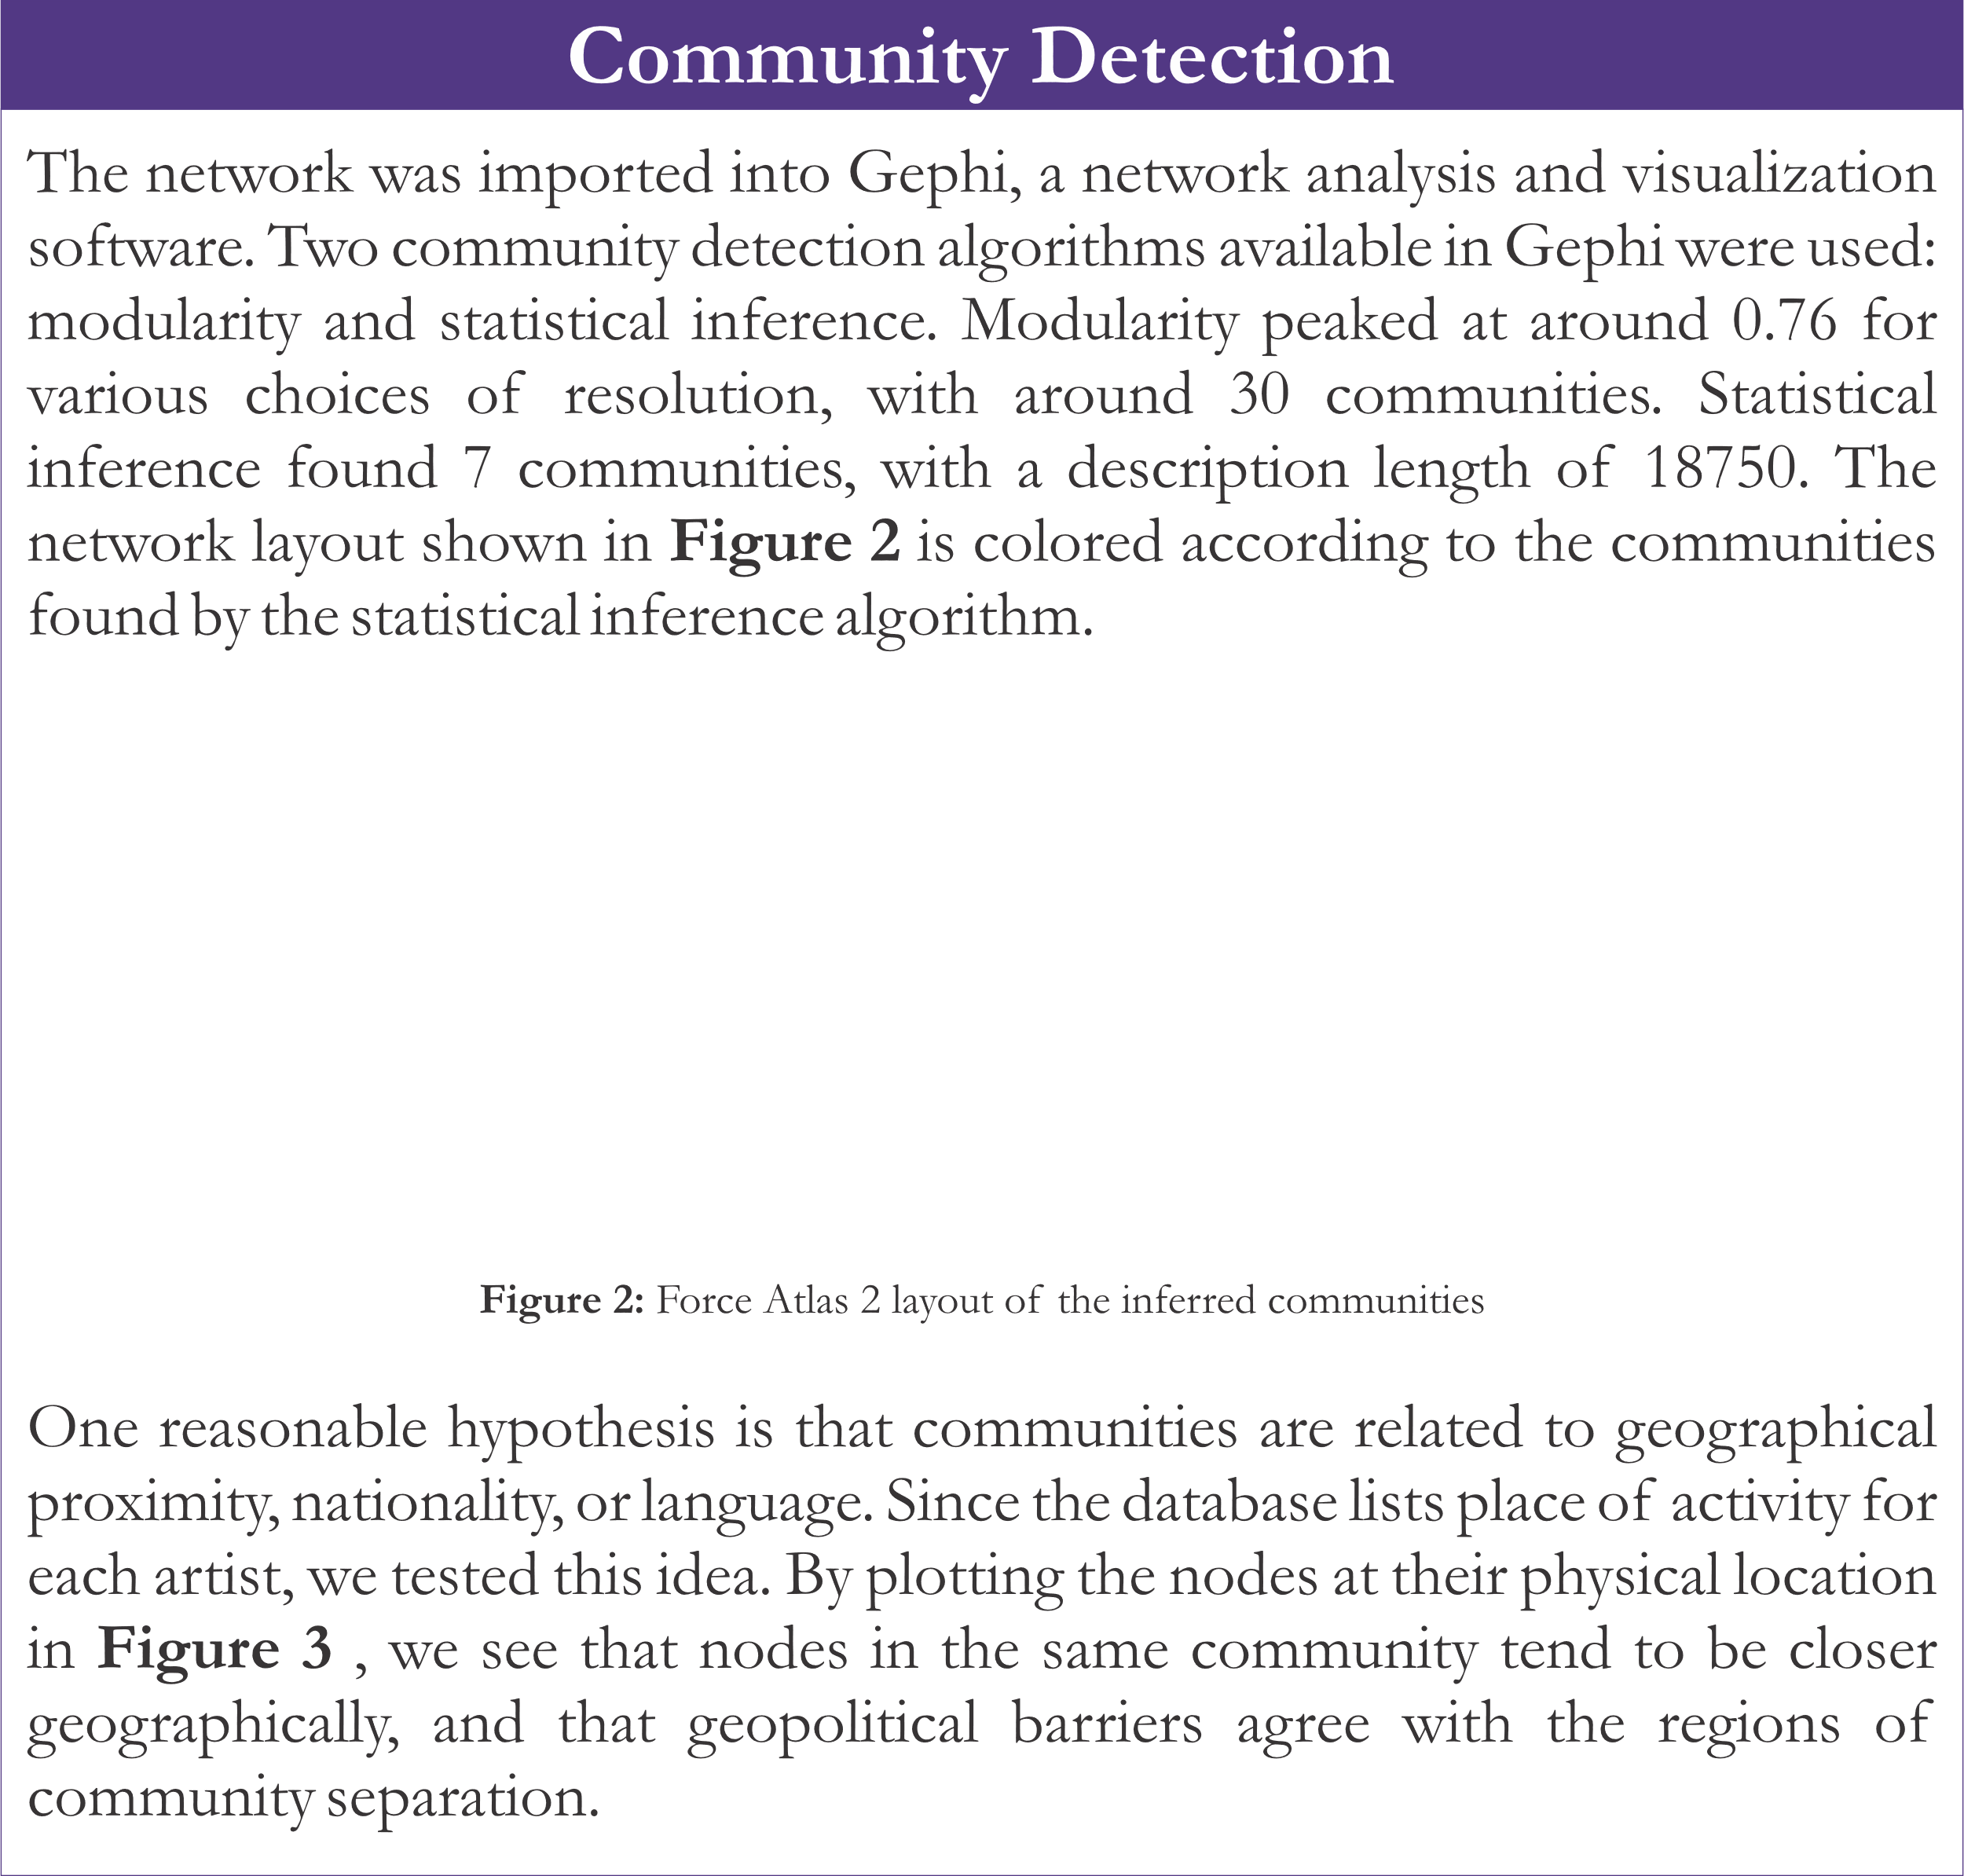 Community Detection
The network was imported into Gephi, a network analysis and visualization
software. Two community detection algorithms available in Gephi were used:
modularity and statistical inference. Modularity peaked at around 0.76 for
various choices of resolution, with around 30 communities. Statistical
inference found 7 communities, with a description length of 18750. The
network layout shown in Figure 2 is colored according to the communities
found by the statistical inference algorithm.
Figure 2: Force Atlas 2 layout of the inferred communities
One reasonable hypothesis is that communities are related to geographical
proximity, nationality, or language. Since the database lists place of activity for
each artist, we tested this idea. By plotting the nodes at their physical location
in Figure 3 , we see that nodes in the same community tend to be closer
geographically, and that geopolitical barriers agree with the regions of
community separation.